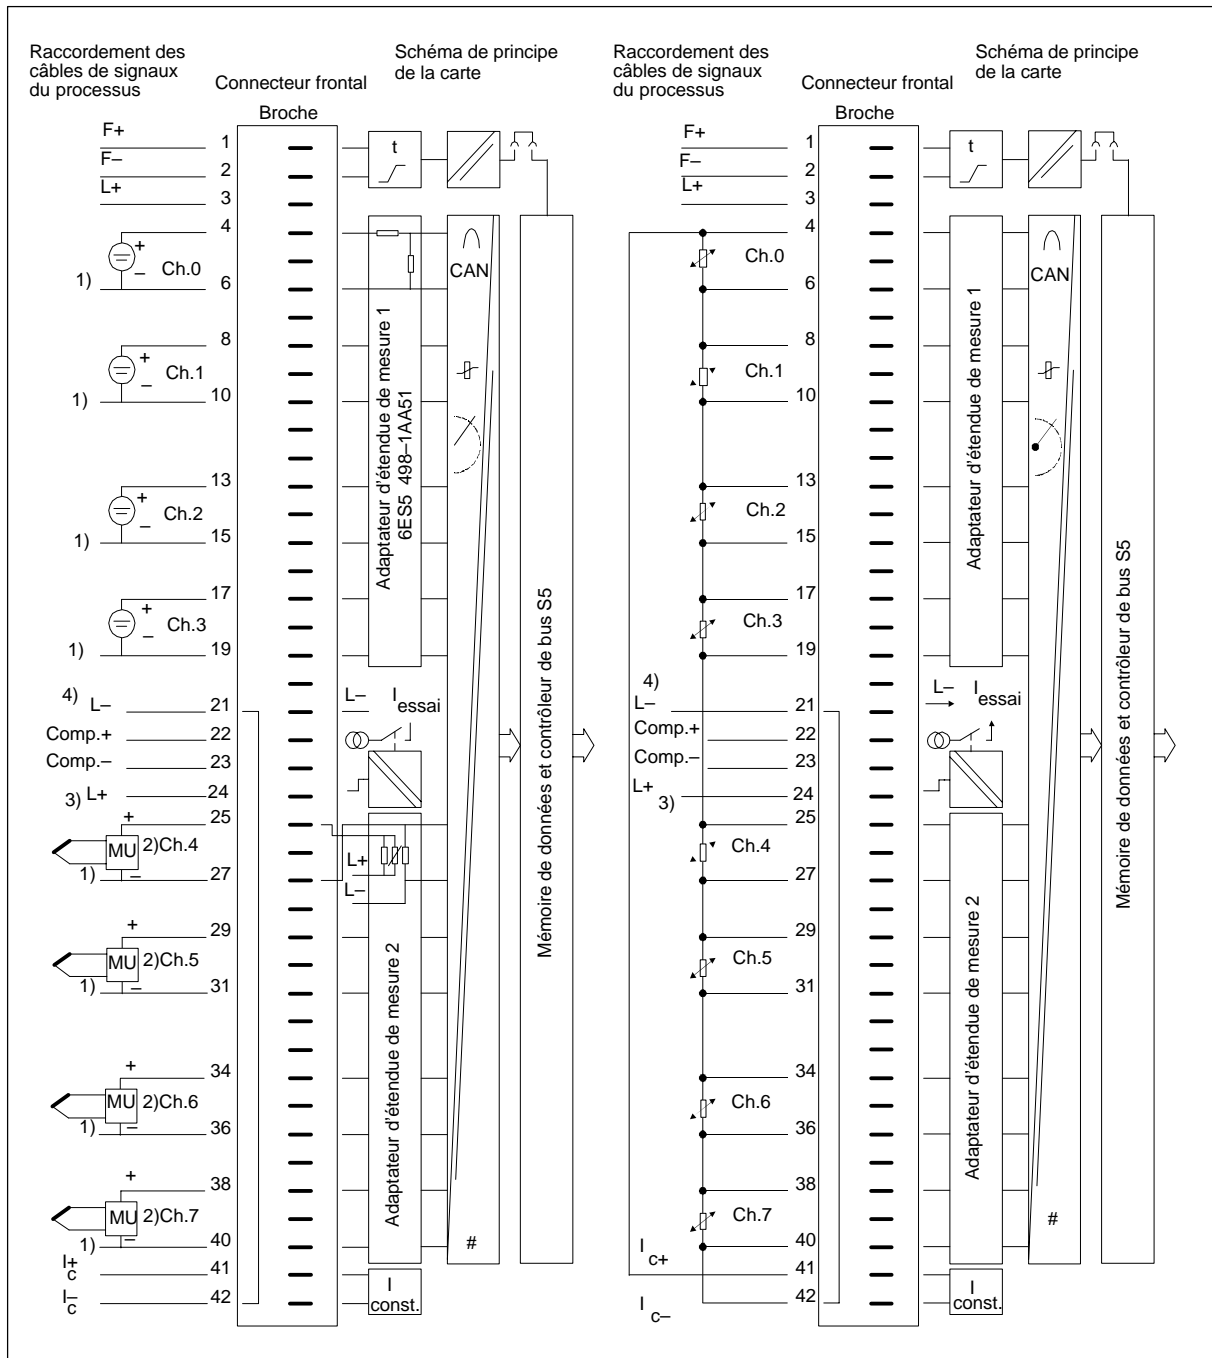 Raccordement des
câbles de signaux
du processus
Connecteur frontal
Schéma de principe
de la carte
Broche
F+
1
F–
2
L+
3
t
4
+
–
Ch.0
1)
6
8
+
–
Ch.1
1)
10
13
+
–
Ch.2
1)
15
17
+
–
Ch.3
1)
19
4)
L–
21
Comp.+
22
Comp.–
23
3) L+
24
25
+
MU
2)Ch.4
1)
–
27
29
+
MU
2)Ch.5
1)
–
31
34
+
MU
2)Ch.6
1)
–
36
38
+
MU
2)Ch.7
1)
–
40
I
c
+
41
I
c
–
42
Adaptateur d'étendue de mesure 1
6ES5 498–1AA51
CAN
L–
I
essai
L+
L–
Adaptateur d'étendue de mesure 2
#
I
const.
Mémoire de données et contrôleur de bus S5
Raccordement des
câbles de signaux
du processus
Connecteur frontal
Schéma de principe
de la carte
Broche
F+
1
F–
2
L+
3
t
4
Ch.0
6
8
Ch.1
10
13
Ch.2
15
17
Ch.3
19
4)
L–
21
Comp.+
22
Comp.–
23
L+
3)
24
25
Ch.4
27
29
Ch.5
31
34
Ch.6
36
38
Ch.7
40
I
c+
41
42
I
c–
Adaptateur d'étendue de mesure 1
CAN
L–
I
essai
Adaptateur d'étendue de mesure 2
#
I
const.
Mémoire de données et contrôleur de bus S5